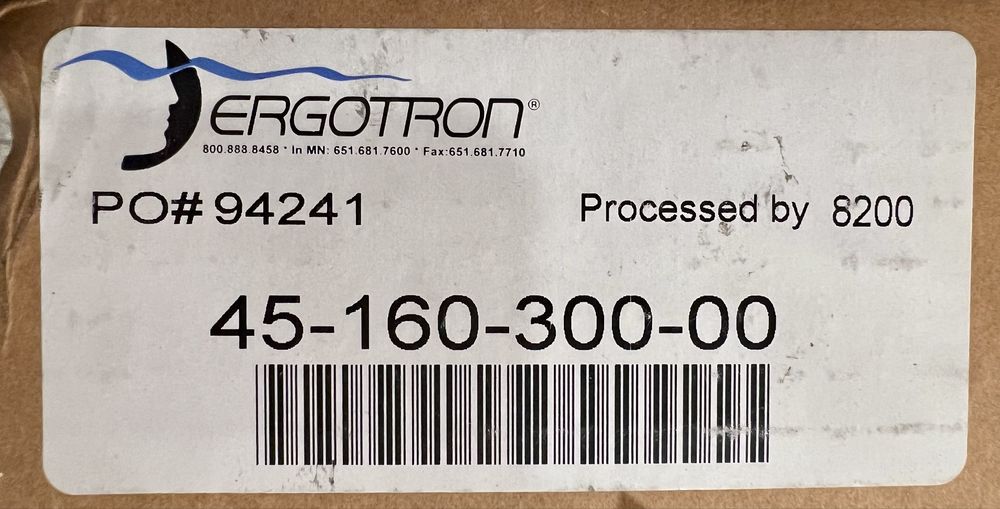 ERGOTRON®
800.888.8458 * In MN: 651.681.7600 * Fax:651.681.7710
PO# 94241
Processed by 8200
45-160-300-00